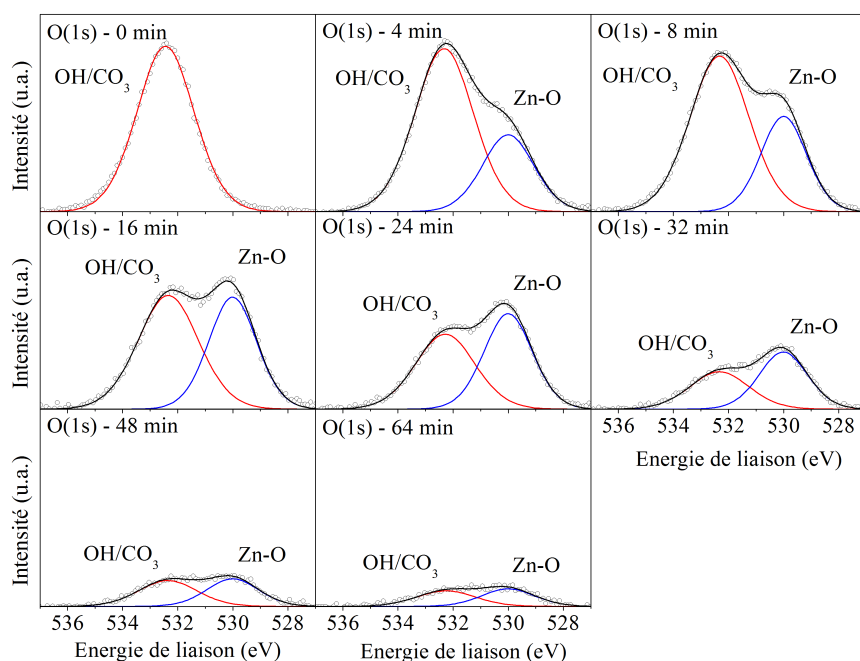 O(1s) - 0 min
OH/CO3
O(1s) - 4 min
OH/CO3
Zn-O
O(1s) - 8 min
OH/CO3
Zn-O
Intensité (u.a.)
O(1s) - 16 min
OH/CO3
Zn-O
O(1s) - 24 min
OH/CO3
Zn-O
O(1s) - 32 min
OH/CO3
Zn-O
Intensité (u.a.)
536 534 532 530 528
Energie de liaison (eV)
O(1s) - 48 min
OH/CO3
Zn-O
O(1s) - 64 min
OH/CO3
Zn-O
Intensité (u.a.)
536 534 532 530 528
536 534 532 530 528
Energie de liaison (eV)
Energie de liaison (eV)